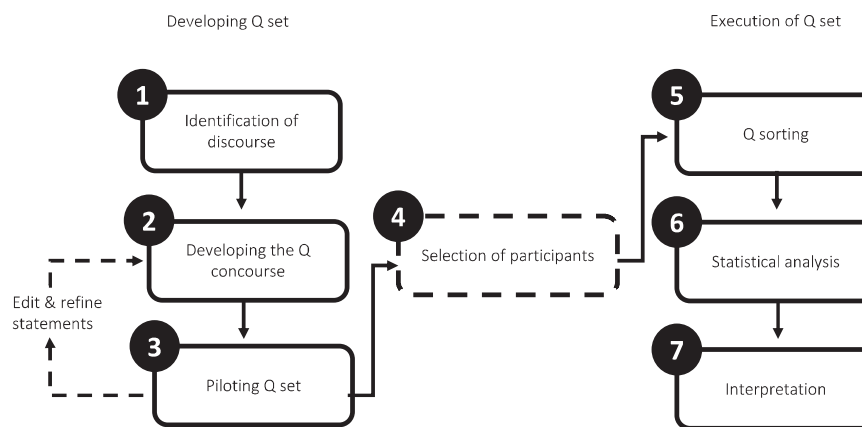 Developing Q set
Execution of Q set
1
Identification of
discourse
2
Developing the Q
concourse
Edit & refine
statements
3
Piloting Q set
4
Selection of participants
5
Q sorting
6
Statistical analysis
7
Interpretation